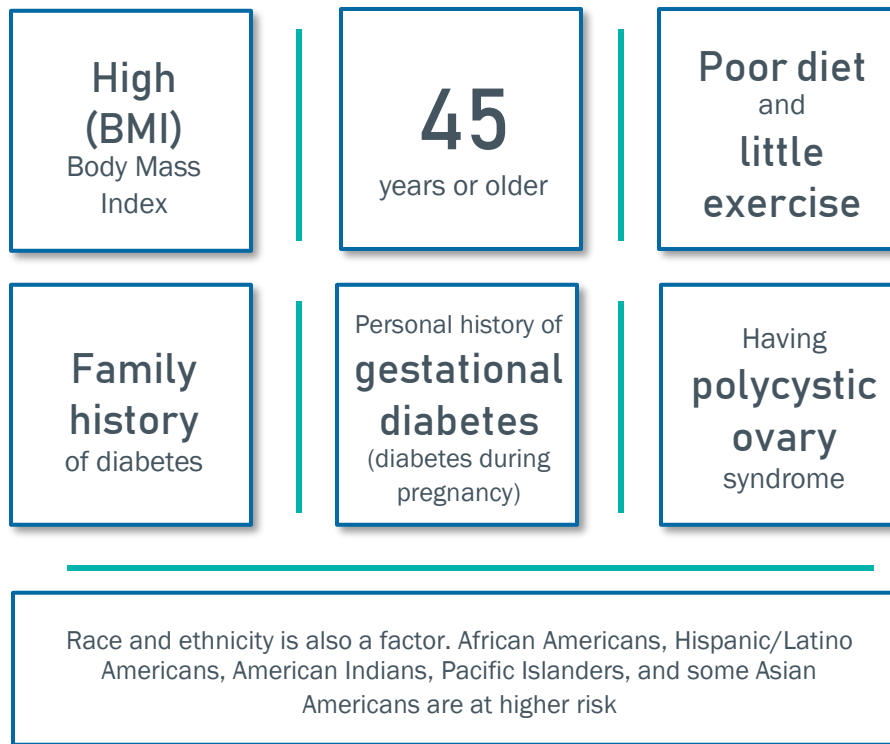 High
(BMI)
Body Mass
Index
45
years or older
Poor diet
and
little
exercise
Family
history
of diabetes
Personal history of
gestational
diabetes
(diabetes during
pregnancy)
Having
polycystic
ovary
syndrome
Race and ethnicity is also a factor. African Americans, Hispanic/Latino
Americans, American Indians, Pacific Islanders, and some Asian
Americans are at higher risk